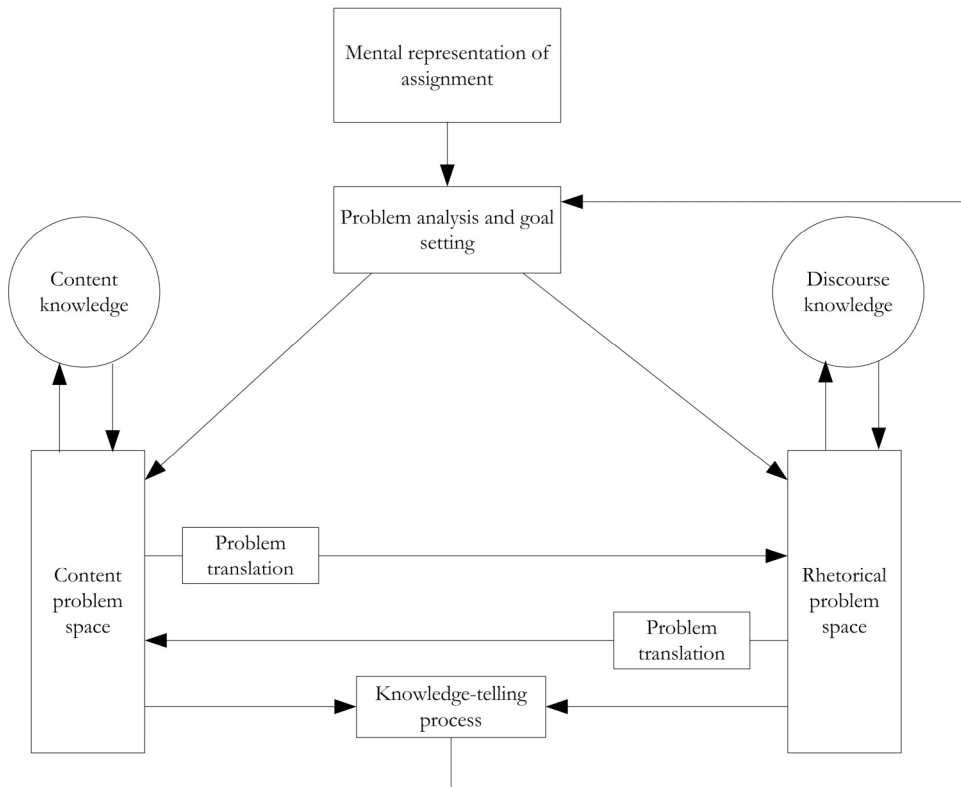 Mental representation of
assignment
Problem analysis and goal
setting
Content
knowledge
Discourse
knowledge
Problem
translation
Content
problem
space
Rhetorical
problem
space
Problem
translation
Knowledge-telling
process